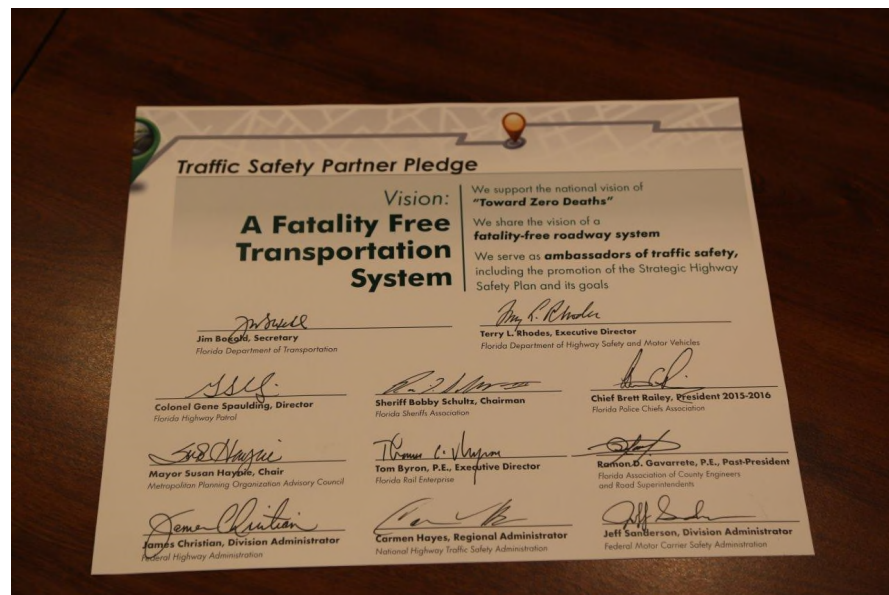 Traffic Safety Partner Pledge
Vision:
A Fatality Free
Transportation
System
We support the national vision of
"Toward Zero Deaths"
We share the vision of a
fatality-free roadway system
We serve as ambassadors of traffic safety,
including the promotion of the Strategic Highway
Safety Plan and its goals
Jim Boxold, Secretary
Florida Department of Transportation
Terry L. Rhodes, Executive Director
Florida Department of Highway Safety and Motor Vehicles
Colonel Gene Spaulding, Director
Florida Highway Patrol
Sheriff Bobby Schultz, Chairman
Florida Sheriffs Association
Chief Brett Railey, President 2015-2016
Florida Police Chiefs Association
Mayor Susan Haynie, Chair
Metropolitan Planning Organization Advisory Council
Tom Byron, P.E., Executive Director
Florida Rail Enterprise
Ramon D. Gavarrete, P.E., Past-President
Florida Association of County Engineers
and Road Superintendents
James Christian, Division Administrator
Federal Highway Administration
Carmen Hayes, Regional Administrator
National Highway Traffic Safety Administration
Jeff Sanderson, Division Administrator
Federal Motor Carrier Safety Administration